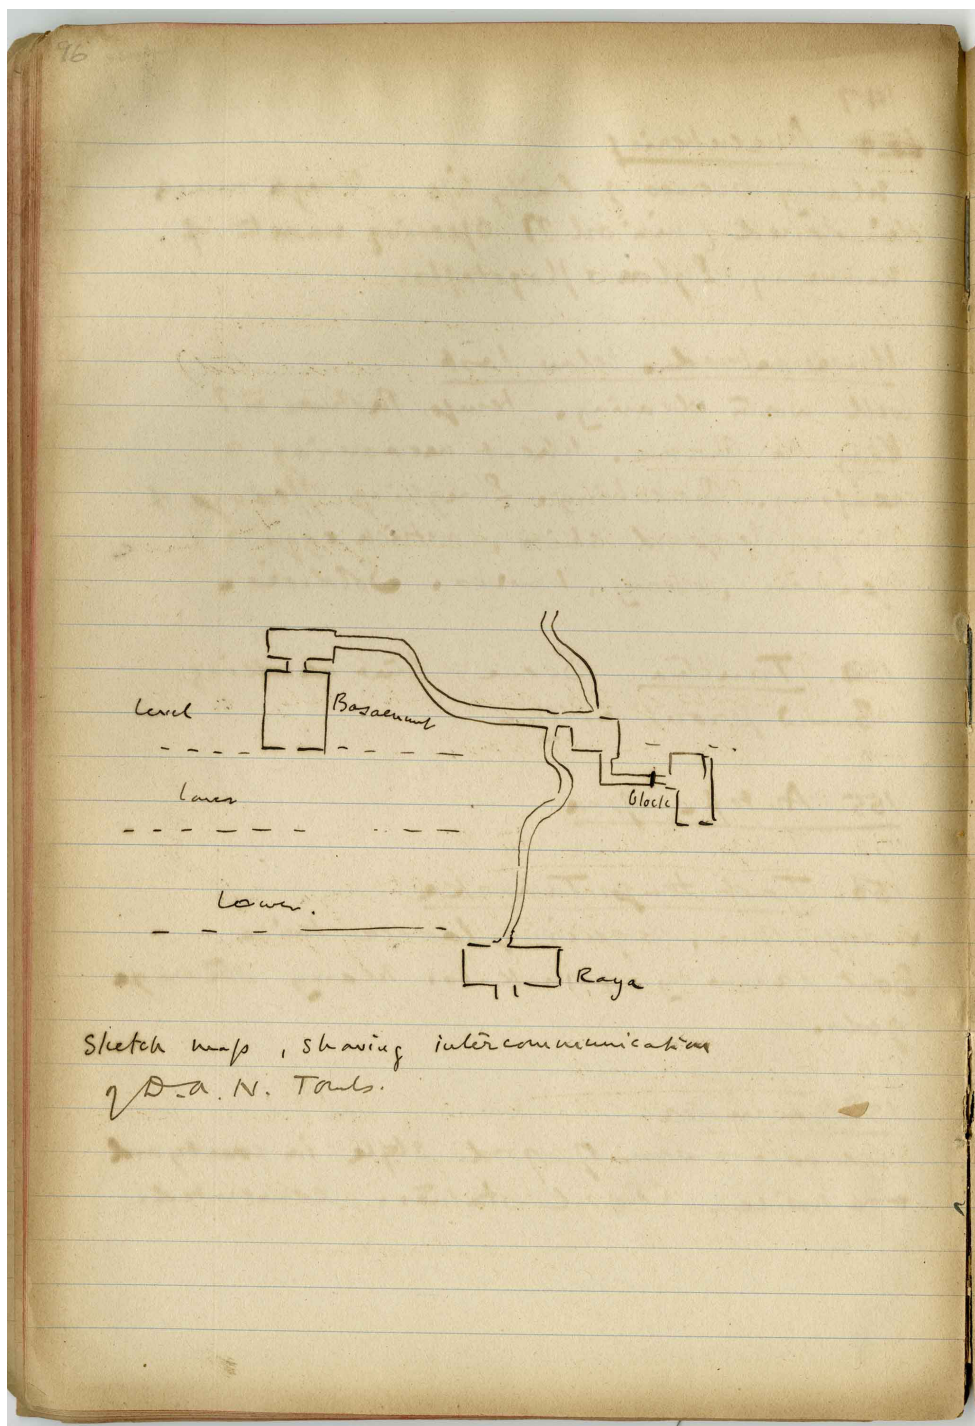 96
Level
Basement
Lower
Block
Lower.
Raya
Sketch map, showing intercommunication
of D.a.N. Tombs.